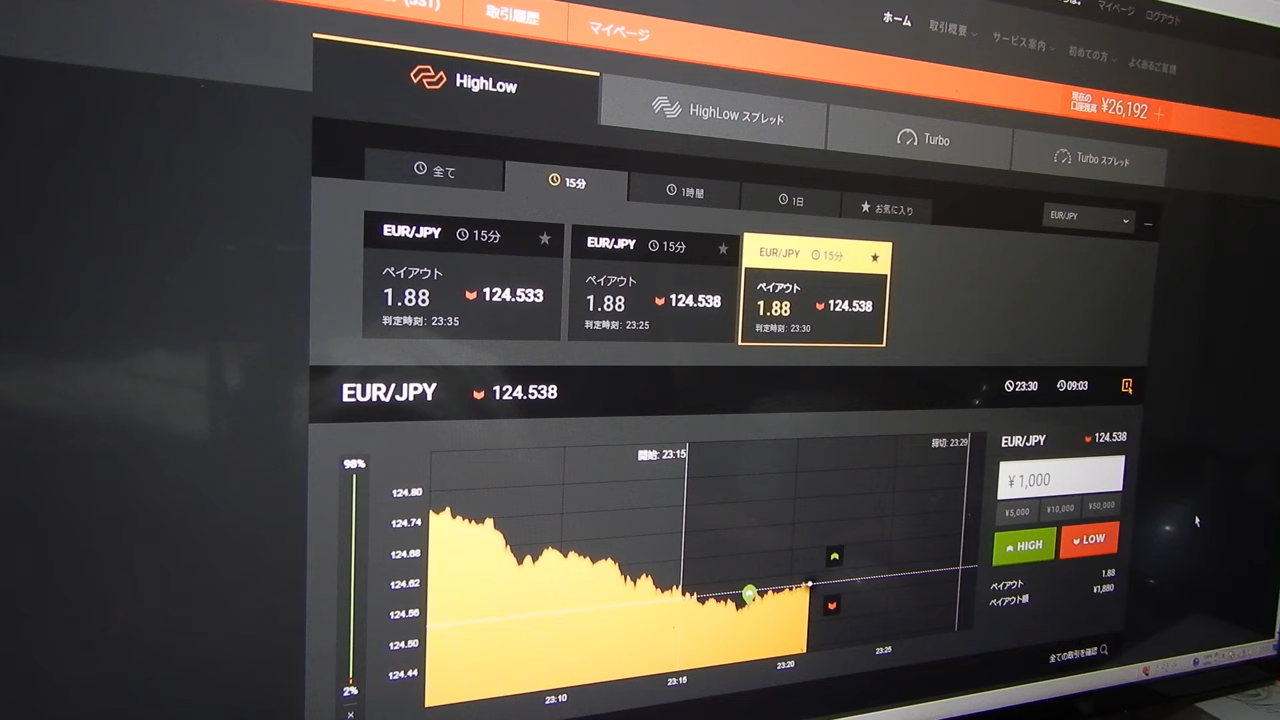 (JST)
取引履歴
マイページ
ホーム
取引概要
サービス案内
初めての方
よくあるご質問
マイページ
ログアウト
現在の
口座残高
¥26,192 +
HighLow
HighLow スプレッド
Turbo
Turbo スプレッド
全て
15分
1時間
1日
お気に入り
EUR/JPY
EUR/JPY 15分
ペイアウト
1.88 124.533
判定時刻: 23:35
EUR/JPY 15分
ペイアウト
1.88 124.538
判定時刻: 23:25
EUR/JPY 15分
ペイアウト
1.88 124.538
判定時刻: 23:30
EUR/JPY 124.538
23:30 09:03
98%
2%
124.80
124.74
124.68
124.62
124.56
124.50
124.44
開始: 23:15
締切: 23:29
23:10
23:15
23:20
23:25
EUR/JPY 124.538
¥ 1,000
¥5,000 ¥10,000 ¥50,000
HIGH LOW
ペイアウト 1.88
ペイアウト額 ¥1,880
全ての取引を確認